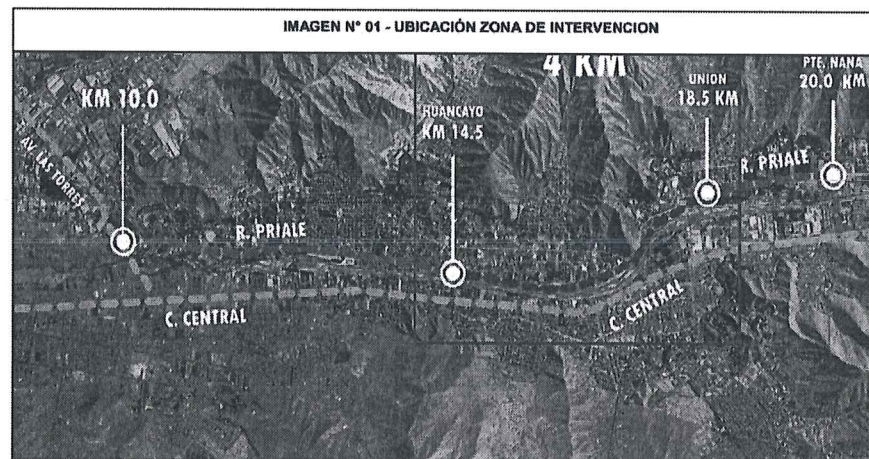 IMAGEN N° 01 - UBICACIÓN ZONA DE INTERVENCION
4 KM
KM 10.0
HUANCAYO
KM 14.5
UNION
18.5 KM
PTE. NANA
20.0 KM
AV. LAS TORRES
R. PRIALE
R. PRIALE
C. CENTRAL
C. CENTRAL